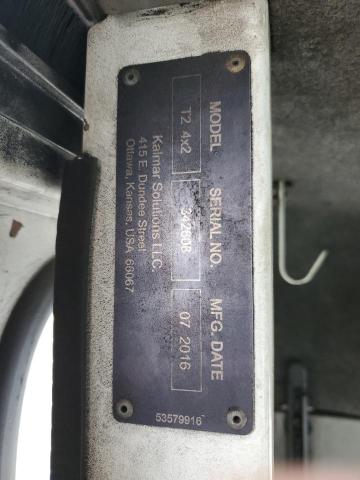 MODEL SERIAL NO. MFG. DATE
T2 4x2 342608 07 2016
Kalmar Solutions LLC.
415 E. Dundee Street
Ottawa, Kansas, USA 66067
53579916